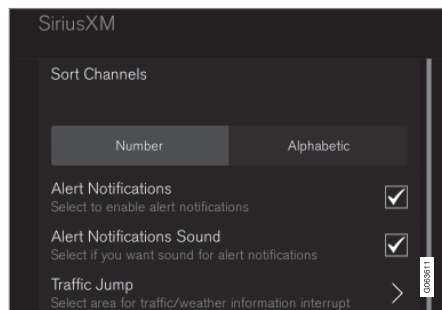 SiriusXM
Sort Channels
Number Alphabetic
Alert Notifications
Select to enable alert notifications
Alert Notifications Sound
Select if you want sound for alert notifications
Traffic Jump
Select area for traffic/weather information interrupt
G063611